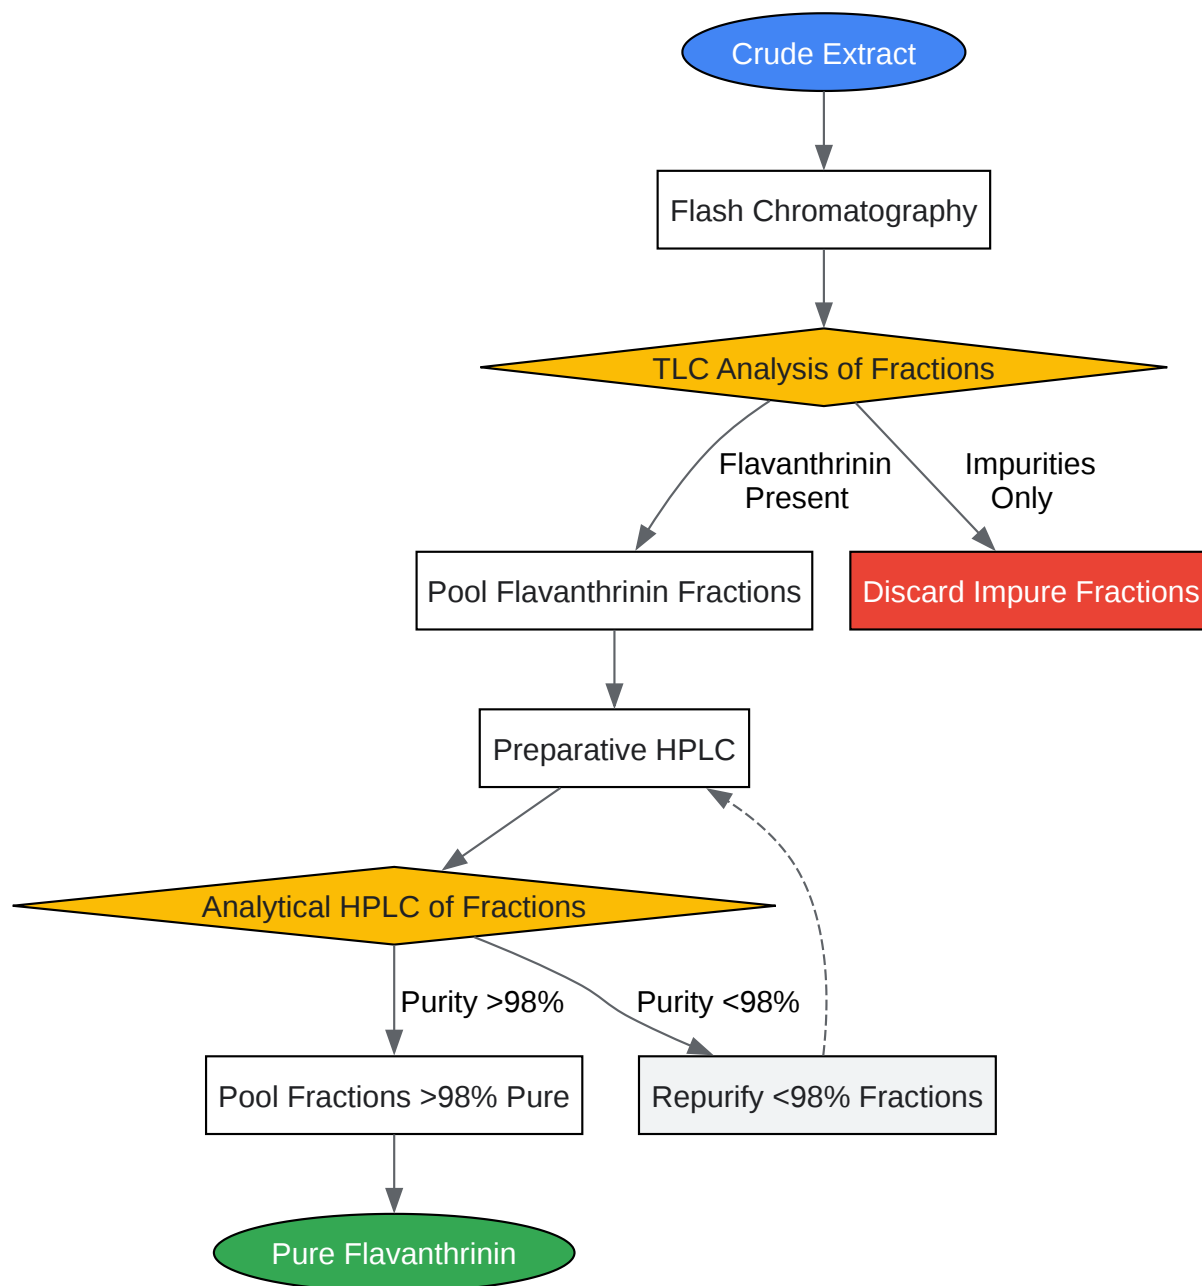 Crude Extract
Flash Chromatography
TLC Analysis of Fractions
Flavanthrinin
Present
Impurities
Only
Pool Flavanthrinin Fractions
Discard Impure Fractions
Preparative HPLC
Analytical HPLC of Fractions
Purity >98%
Purity <98%
Pool Fractions >98% Pure
Repurify <98% Fractions
Pure Flavanthrinin